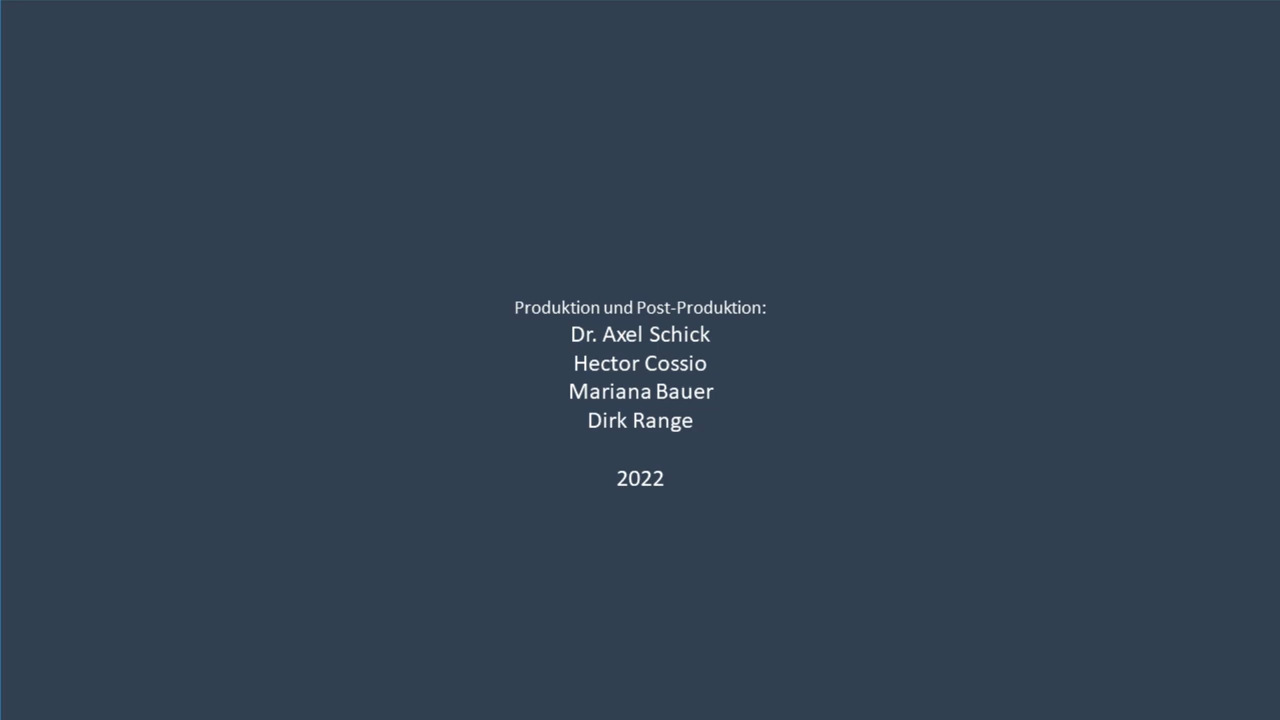 Produktion und Post-Produktion:
Dr. Axel Schick
Hector Cossio
Mariana Bauer
Dirk Range
2022